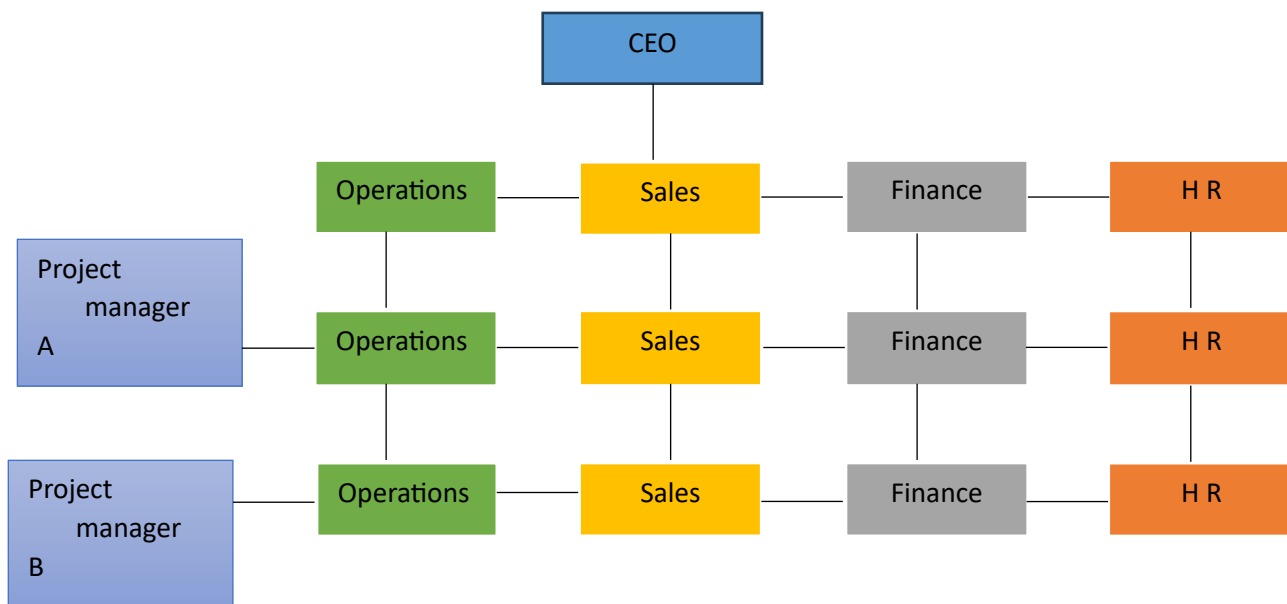 CEO
Operations
Sales
Finance
H R
Project
manager
A
Operations
Sales
Finance
H R
Project
manager
B
Operations
Sales
Finance
H R